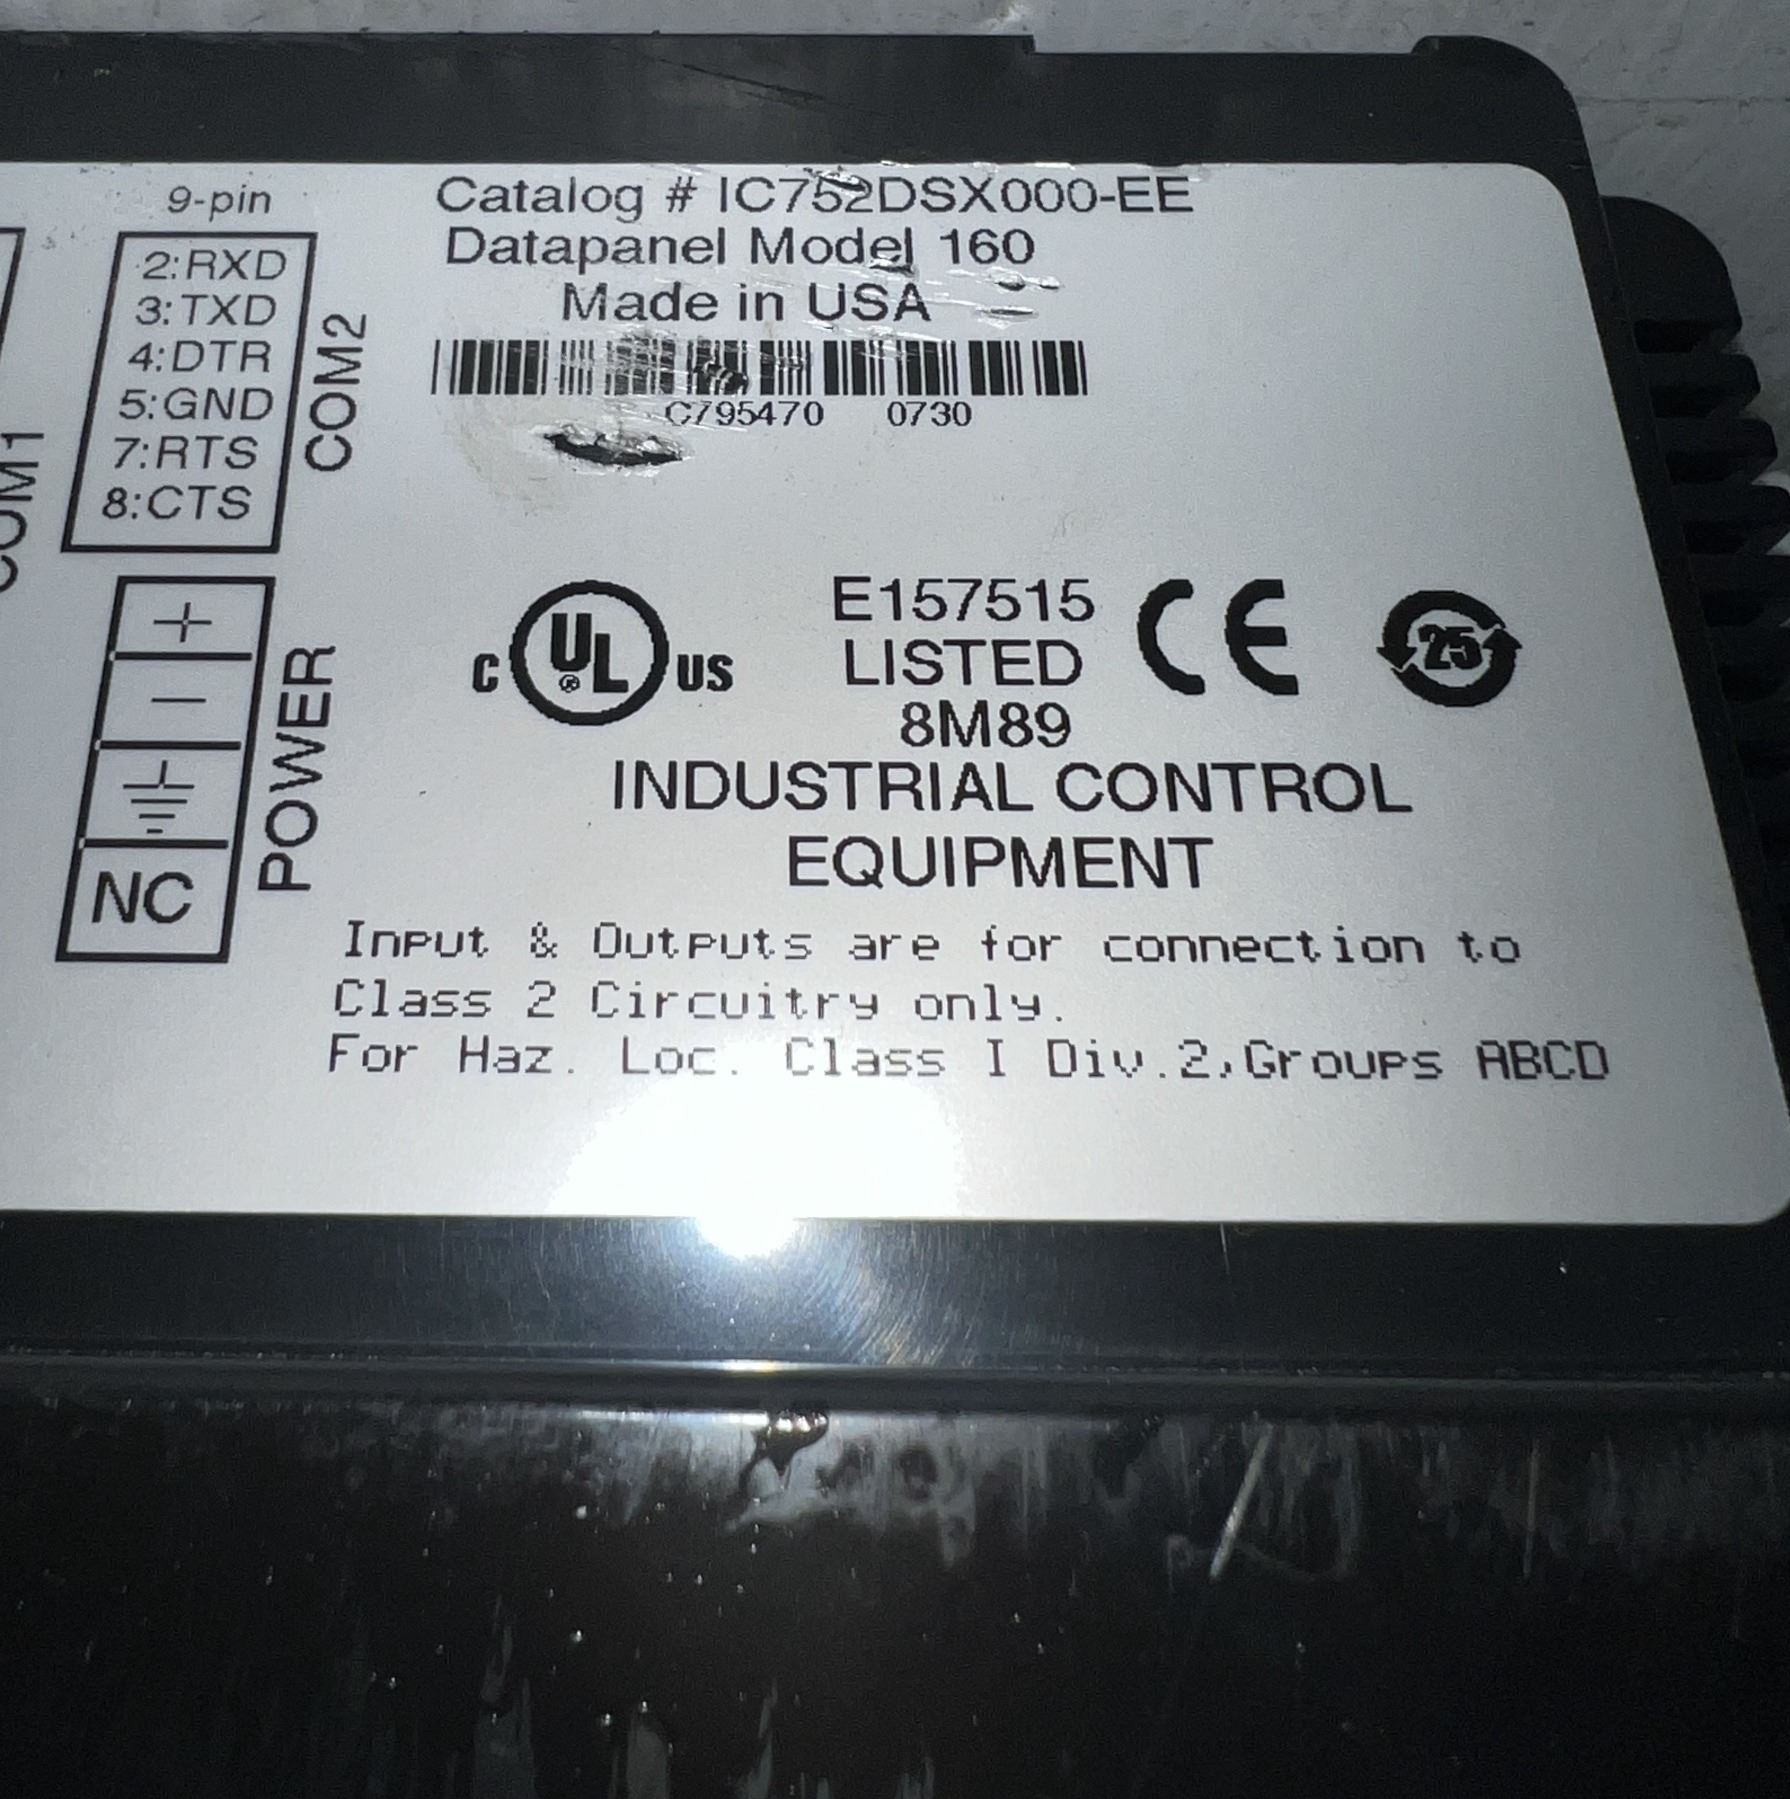 9-pin
2:RXD
3:TXD
4:DTR
5:GND
7:RTS
8:CTS
COM2
COM1
+
−
NC
POWER
Catalog # IC752DSX000-EE
Datapanel Model 160
Made in USA
C795470 0730
C UL ® US
E157515
LISTED
8M89
CE
25
INDUSTRIAL CONTROL
EQUIPMENT
Input & Outputs are for connection to
Class 2 Circuitry only.
For Haz. Loc. Class I Div.2,Groups ABCD